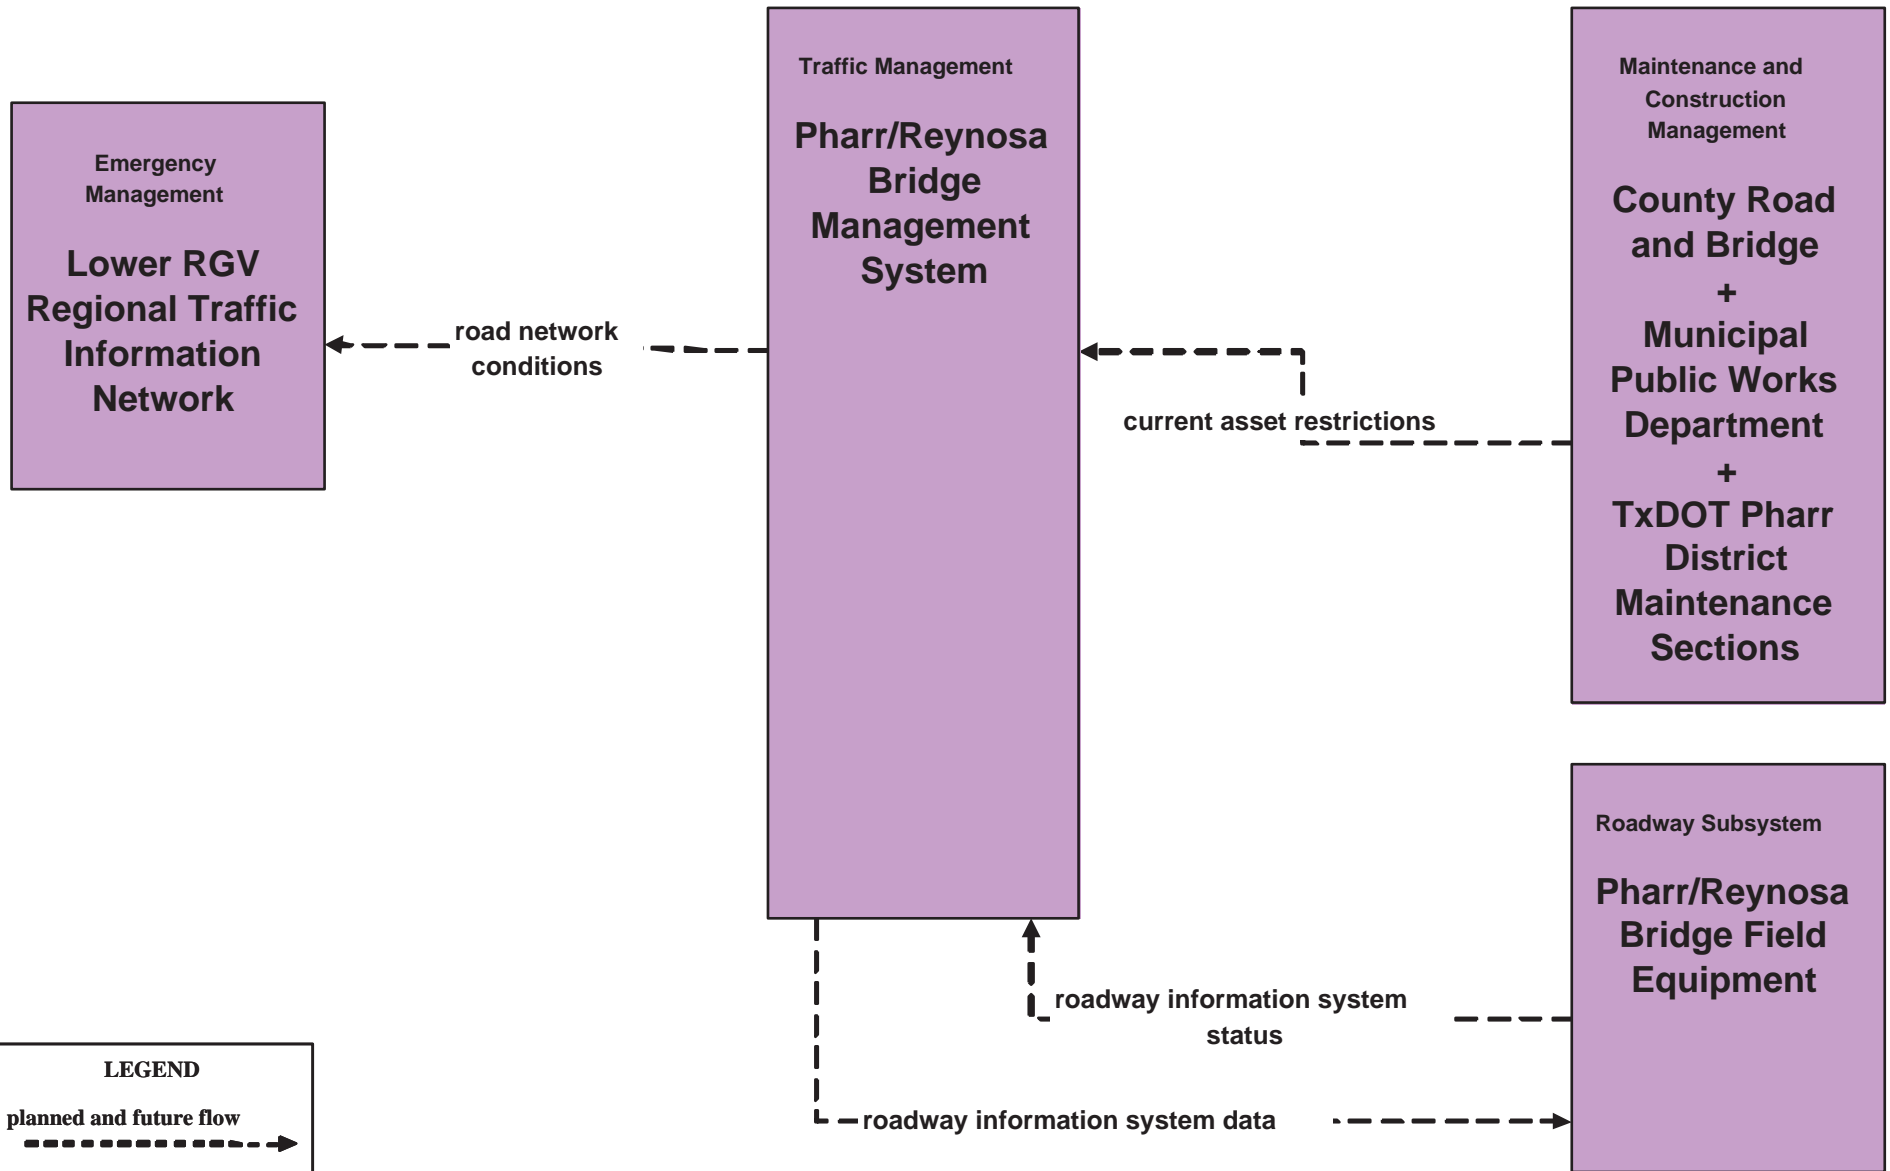 Emergency
Management
Lower RGV
Regional Traffic
Information
Network
road network
conditions
Traffic Management
Pharr/Reynosa
Bridge
Management
System
current asset restrictions
Maintenance and
Construction
Management
County Road
and Bridge
+
Municipal
Public Works
Department
+
TxDOT Pharr
District
Maintenance
Sections
Roadway Subsystem
Pharr/Reynosa
Bridge Field
Equipment
roadway information system
status
roadway information system data
LEGEND
planned and future flow